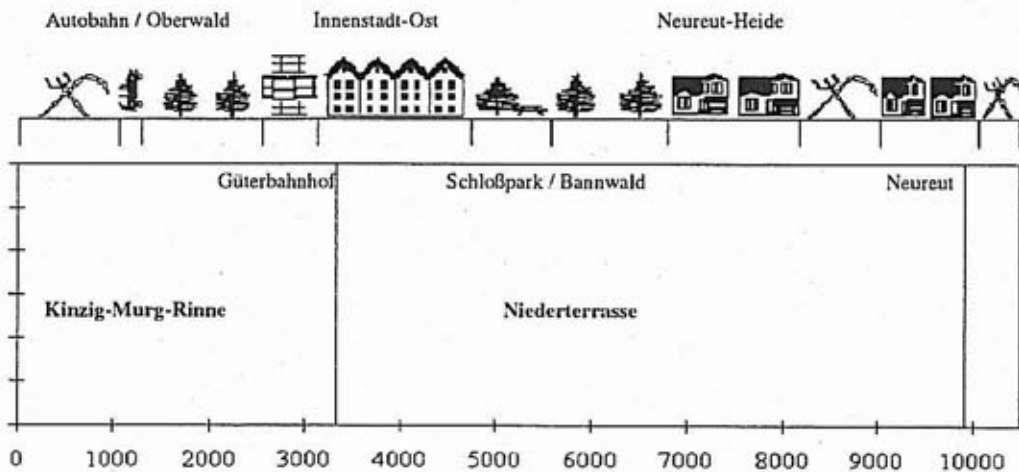 Autobahn / Oberwald Innenstadt-Ost Neureut-Heide
Güterbahnhof Schloßpark / Bannwald Neureut
Kinzig-Murg-Rinne Niederterrasse
0 1000 2000 3000 4000 5000 6000 7000 8000 9000 10000